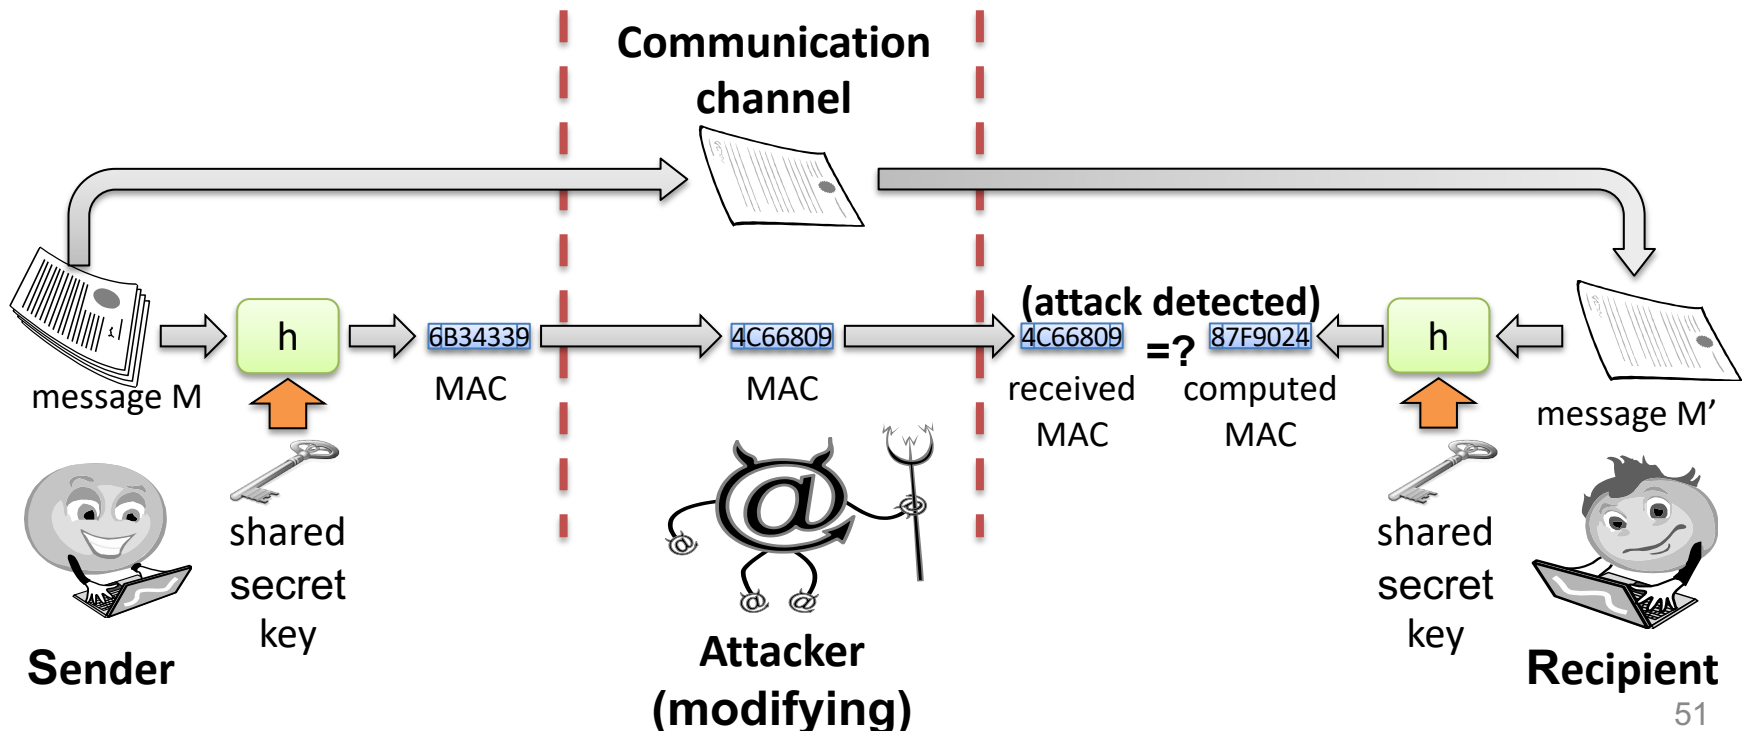 Communication
channel
(attack detected)
h
6B34339
4C66809
4C66809
=?
87F9024
h
message M
MAC
MAC
received
MAC
computed
MAC
message M’
shared
secret
key
shared
secret
key
Sender
Attacker
(modifying)
Recipient
51